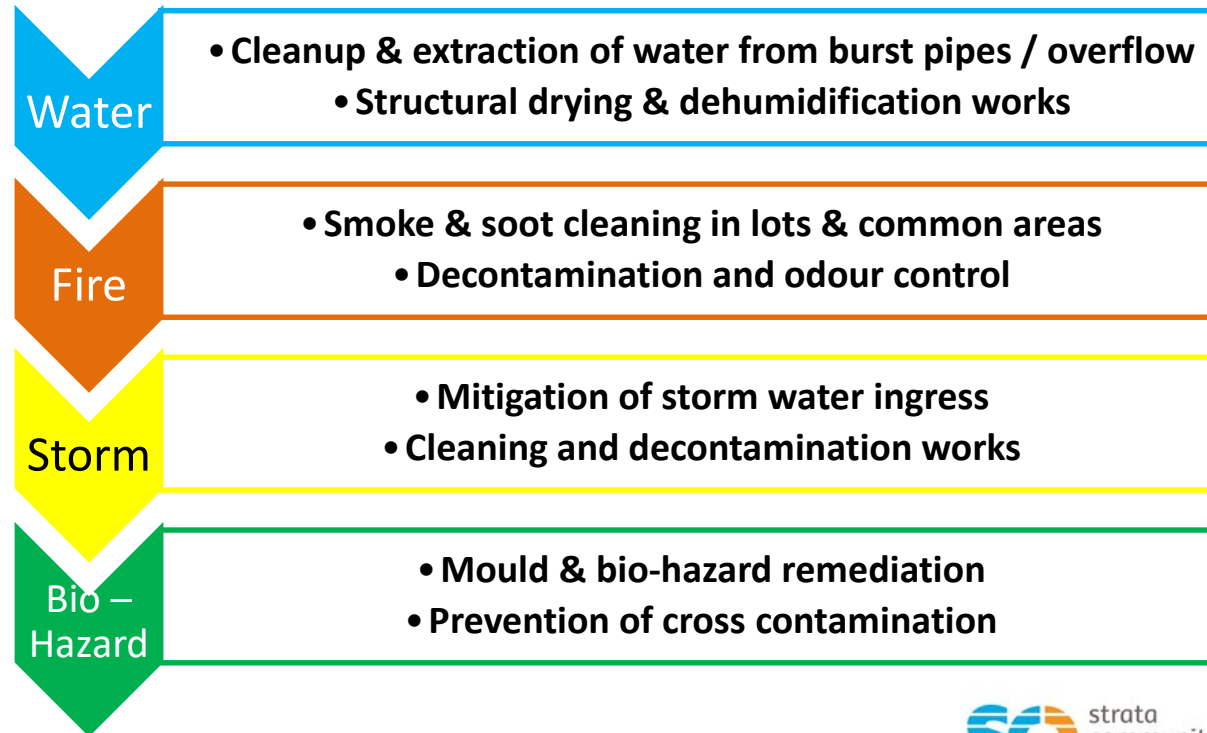 Water
• Cleanup & extraction of water from burst pipes / overflow
• Structural drying & dehumidification works
Fire
• Smoke & soot cleaning in lots & common areas
• Decontamination and odour control
Storm
• Mitigation of storm water ingress
• Cleaning and decontamination works
Bio –
Hazard
• Mould & bio-hazard remediation
• Prevention of cross contamination
strata